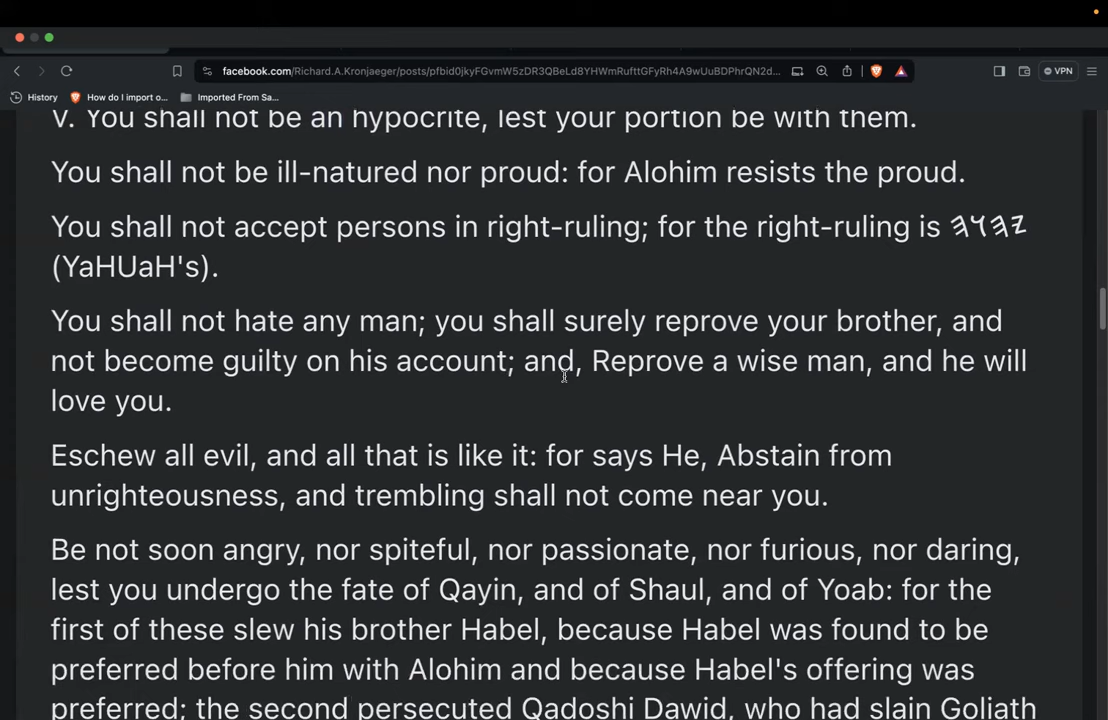 facebook.com/Richard.A.Kronjaeger/posts/pfbid0jkyFGvmW5zDR3QBeLd8YHWmRufttGFyRh4A9wUuBDPhrQN2d...
VPN
History
How do I import o...
Imported From Sa...
V. You shall not be an hypocrite, lest your portion be with them.
You shall not be ill-natured nor proud: for Alohim resists the proud.
You shall not accept persons in right-ruling; for the right-ruling is 𐤉𐤄𐤅𐤄
(YaHUaH's).
You shall not hate any man; you shall surely reprove your brother, and
not become guilty on his account; and, Reprove a wise man, and he will
love you.
Eschew all evil, and all that is like it: for says He, Abstain from
unrighteousness, and trembling shall not come near you.
Be not soon angry, nor spiteful, nor passionate, nor furious, nor daring,
lest you undergo the fate of Qayin, and of Shaul, and of Yoab: for the
first of these slew his brother Habel, because Habel was found to be
preferred before him with Alohim and because Habel's offering was
preferred; the second persecuted Qadoshi Dawid, who had slain Goliath